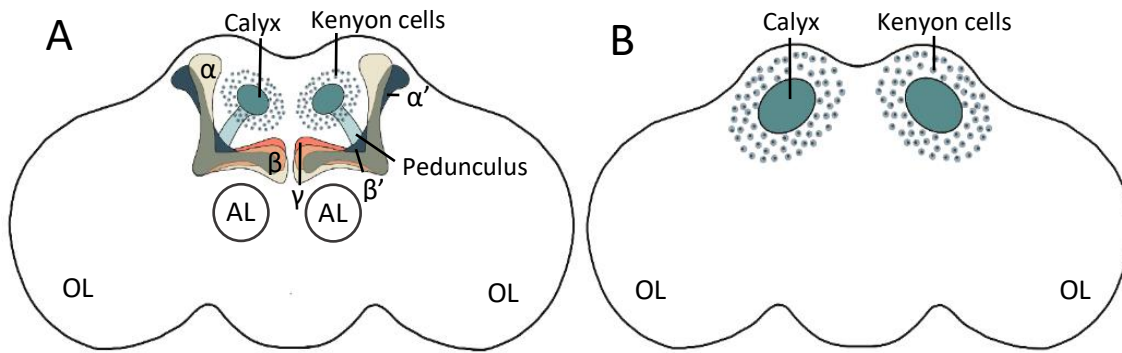 A
Calyx
Kenyon cells
α
α’
β
γ
β’
Pedunculus
AL
AL
OL
OL
B
Calyx
Kenyon cells
OL
OL